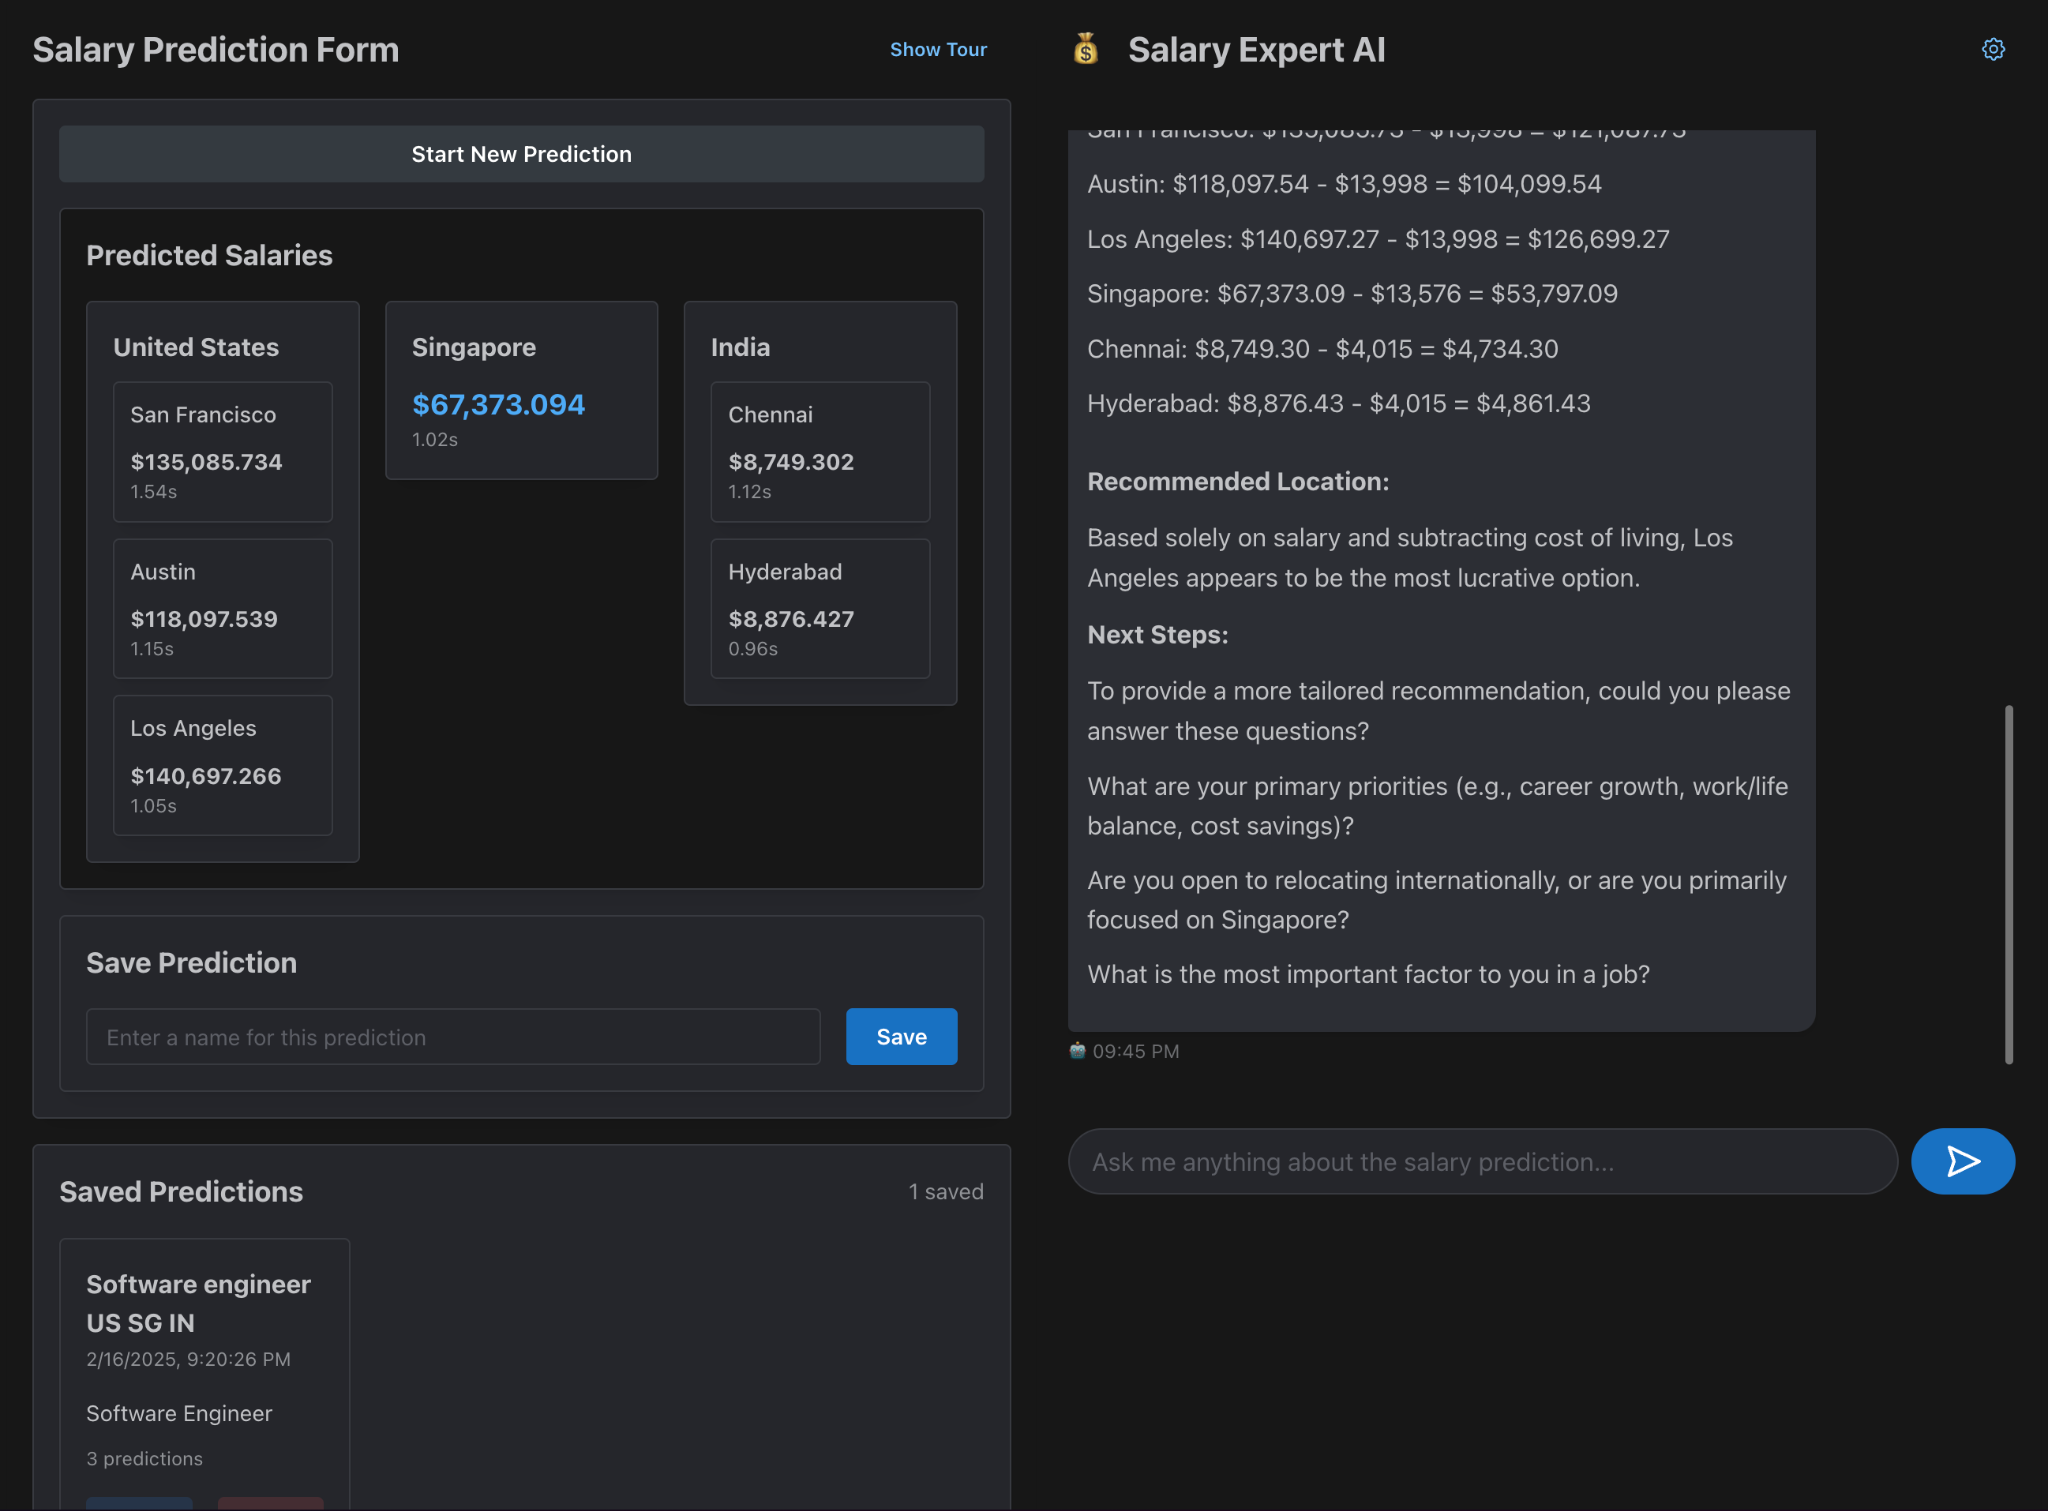 Salary Prediction Form
Show Tour
Start New Prediction
Predicted Salaries
United States
San Francisco
$135,085.734
1.54s
Austin
$118,097.539
1.15s
Los Angeles
$140,697.266
1.05s
Singapore
$67,373.094
1.02s
India
Chennai
$8,749.302
1.12s
Hyderabad
$8,876.427
0.96s
Save Prediction
Enter a name for this prediction
Save
Saved Predictions
1 saved
Software engineer
US SG IN
2/16/2025, 9:20:26 PM
Software Engineer
3 predictions
Salary Expert AI
San Francisco: $135,085.73 - $13,998 = $121,087.73
Austin: $118,097.54 - $13,998 = $104,099.54
Los Angeles: $140,697.27 - $13,998 = $126,699.27
Singapore: $67,373.09 - $13,576 = $53,797.09
Chennai: $8,749.30 - $4,015 = $4,734.30
Hyderabad: $8,876.43 - $4,015 = $4,861.43
Recommended Location:
Based solely on salary and subtracting cost of living, Los
Angeles appears to be the most lucrative option.
Next Steps:
To provide a more tailored recommendation, could you please
answer these questions?
What are your primary priorities (e.g., career growth, work/life
balance, cost savings)?
Are you open to relocating internationally, or are you primarily
focused on Singapore?
What is the most important factor to you in a job?
09:45 PM
Ask me anything about the salary prediction...